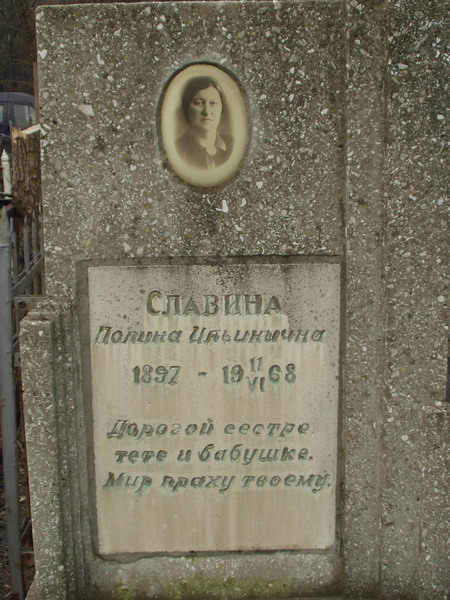 СЛАВИНА
Полина Ильинична
1897 - 19 11/VI 68
Дорогой сестре
тете и бабушке.
Мир праху твоему.